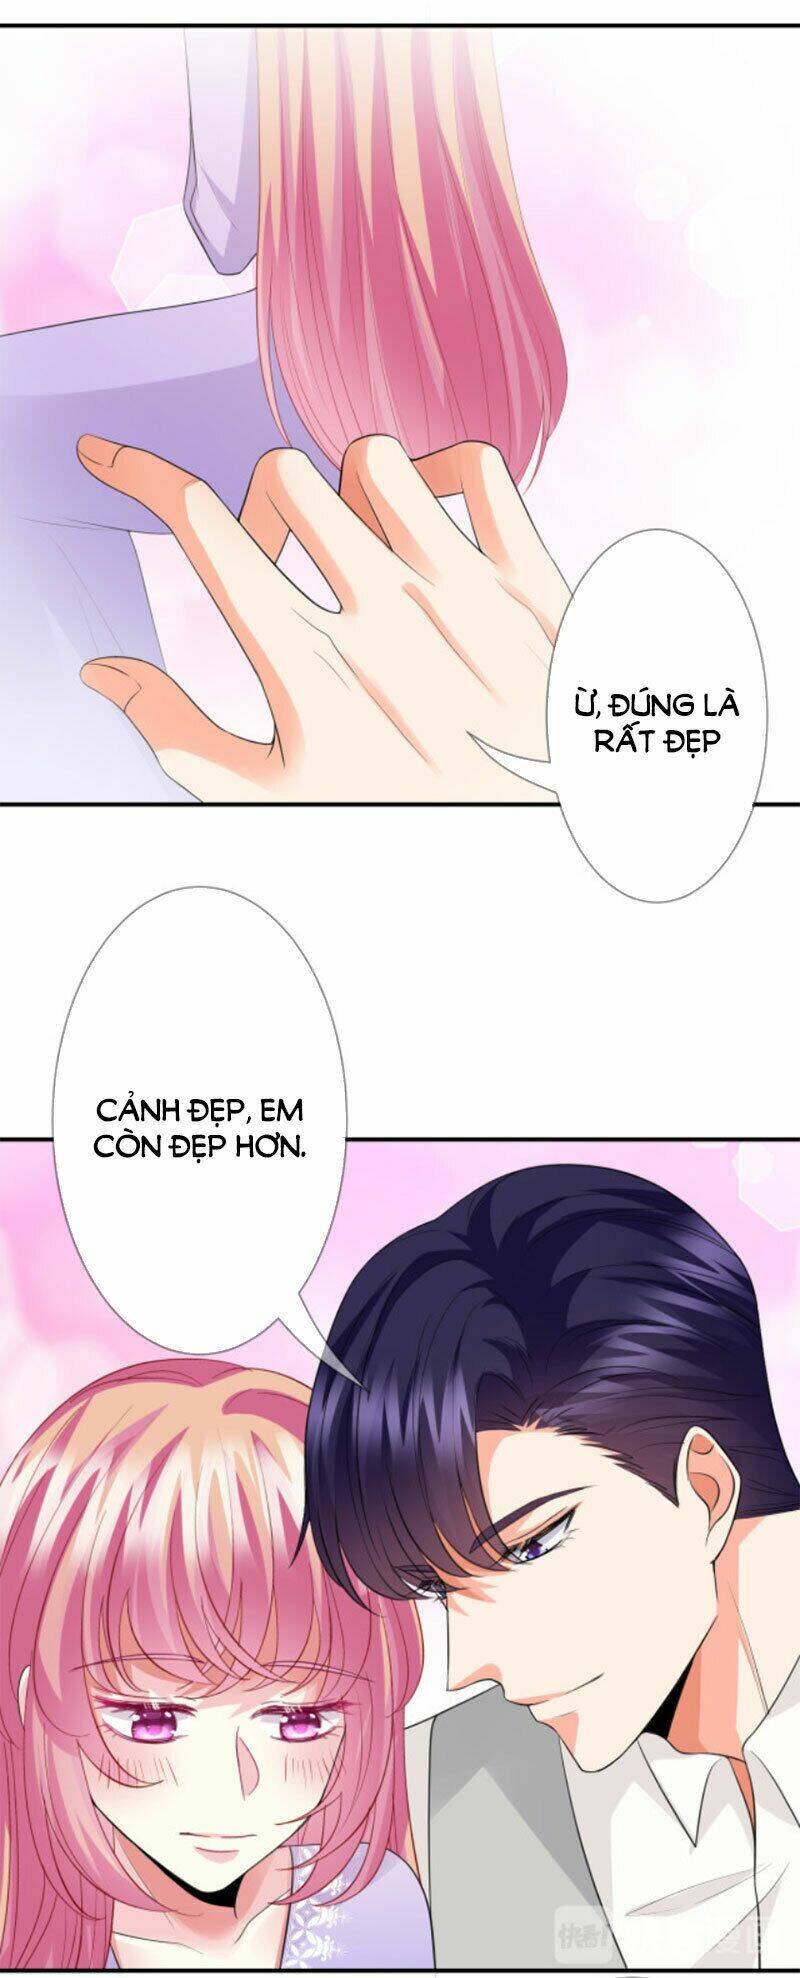 Ừ, ĐÚNG LÀ
RẤT ĐẸP
CẢNH ĐẸP, EM
CÒN ĐẸP HƠN.